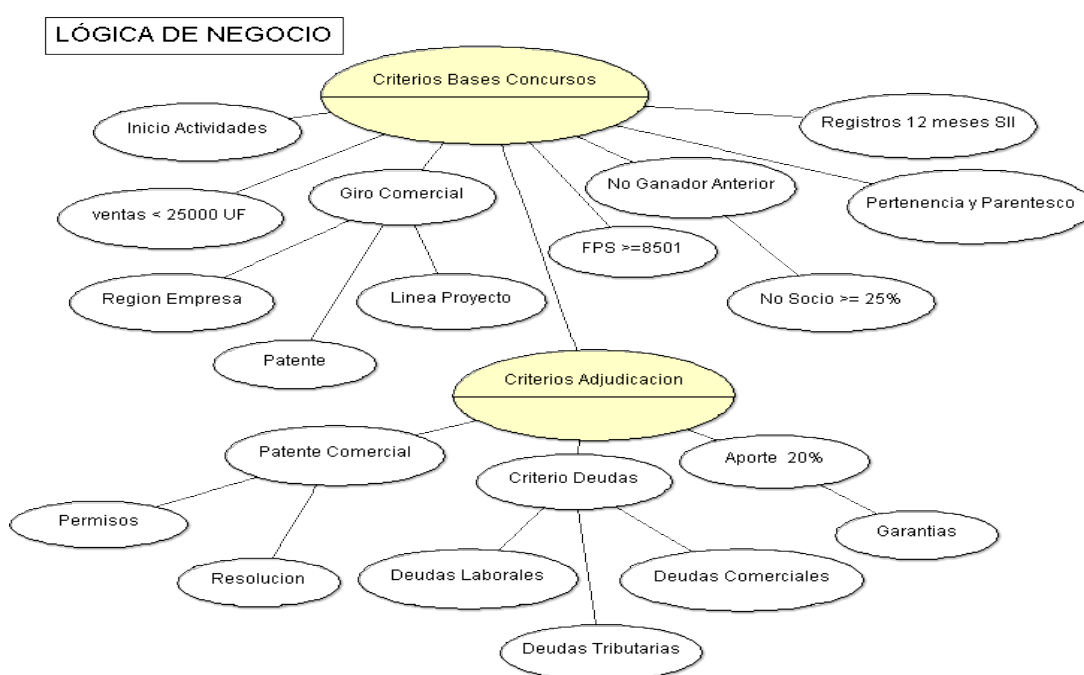 LÓGICA DE NEGOCIO
Criterios Bases Concursos
Inicio Actividades
Registros 12 meses SII
Giro Comercial
No Ganador Anterior
ventas < 25000 UF
Pertenencia y Parentesco
FPS >=8501
Region Empresa
Linea Proyecto
No Socio >= 25%
Patente
Criterios Adjudicacion
Patente Comercial
Criterio Deudas
Aporte 20%
Permisos
Garantias
Resolucion
Deudas Laborales
Deudas Comerciales
Deudas Tributarias